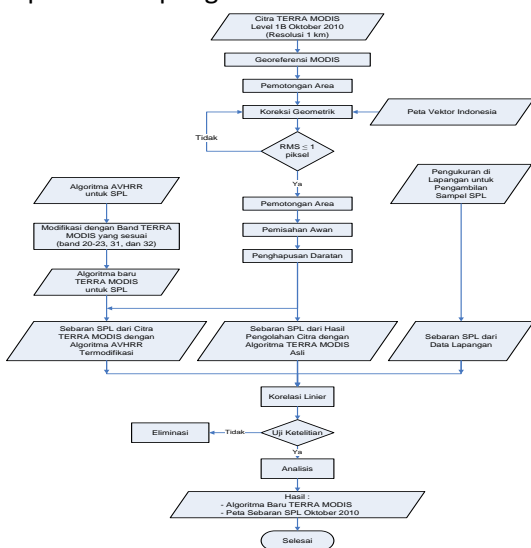 Citra TERRA MODIS
Level 1B Oktober 2010
(Resolusi 1 km)
Georeferensi MODIS
Pemotongan Area
Koreksi Geometrik
Peta Vektor Indonesia
Tidak
RMS ≤ 1
piksel
Ya
Algoritma AVHRR
untuk SPL
Pengukuran di
Lapangan untuk
Pengambilan
Sampel SPL
Pemotongan Area
Modifikasi dengan Band TERRA
MODIS yang sesuai
(band 20-23, 31, dan 32)
Pemisahan Awan
Penghapusan Daratan
Algoritma baru
TERRA MODIS
untuk SPL
Sebaran SPL dari Citra
TERRA MODIS dengan
Algoritma AVHRR
Termodifikasi
Sebaran SPL dari Hasil
Pengolahan Citra dengan
Algoritma TERRA MODIS
Asli
Sebaran SPL dari
Data Lapangan
Korelasi Linier
Eliminasi
Tidak
Uji Ketelitian
Ya
Analisis
Hasil :
- Algoritma Baru TERRA MODIS
- Peta Sebaran SPL Oktober 2010
Selesai